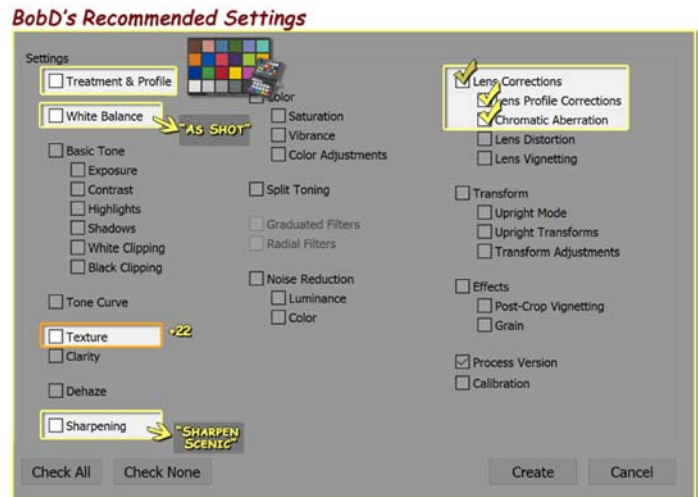 BobD's Recommended Settings
Settings
Treatment & Profile
White Balance
"AS SHOT"
Basic Tone
Exposure
Contrast
Highlights
Shadows
White Clipping
Black Clipping
Tone Curve
Texture
+22
Clarity
Dehaze
Sharpening
"SHARPEN
SCENIC"
Color
Saturation
Vibrance
Color Adjustments
Split Toning
Graduated Filters
Radial Filters
Noise Reduction
Luminance
Color
Lens Corrections
Lens Profile Corrections
Chromatic Aberration
Lens Distortion
Lens Vignetting
Transform
Upright Mode
Upright Transforms
Transform Adjustments
Effects
Post-Crop Vignetting
Grain
Process Version
Calibration
Check All
Check None
Create
Cancel